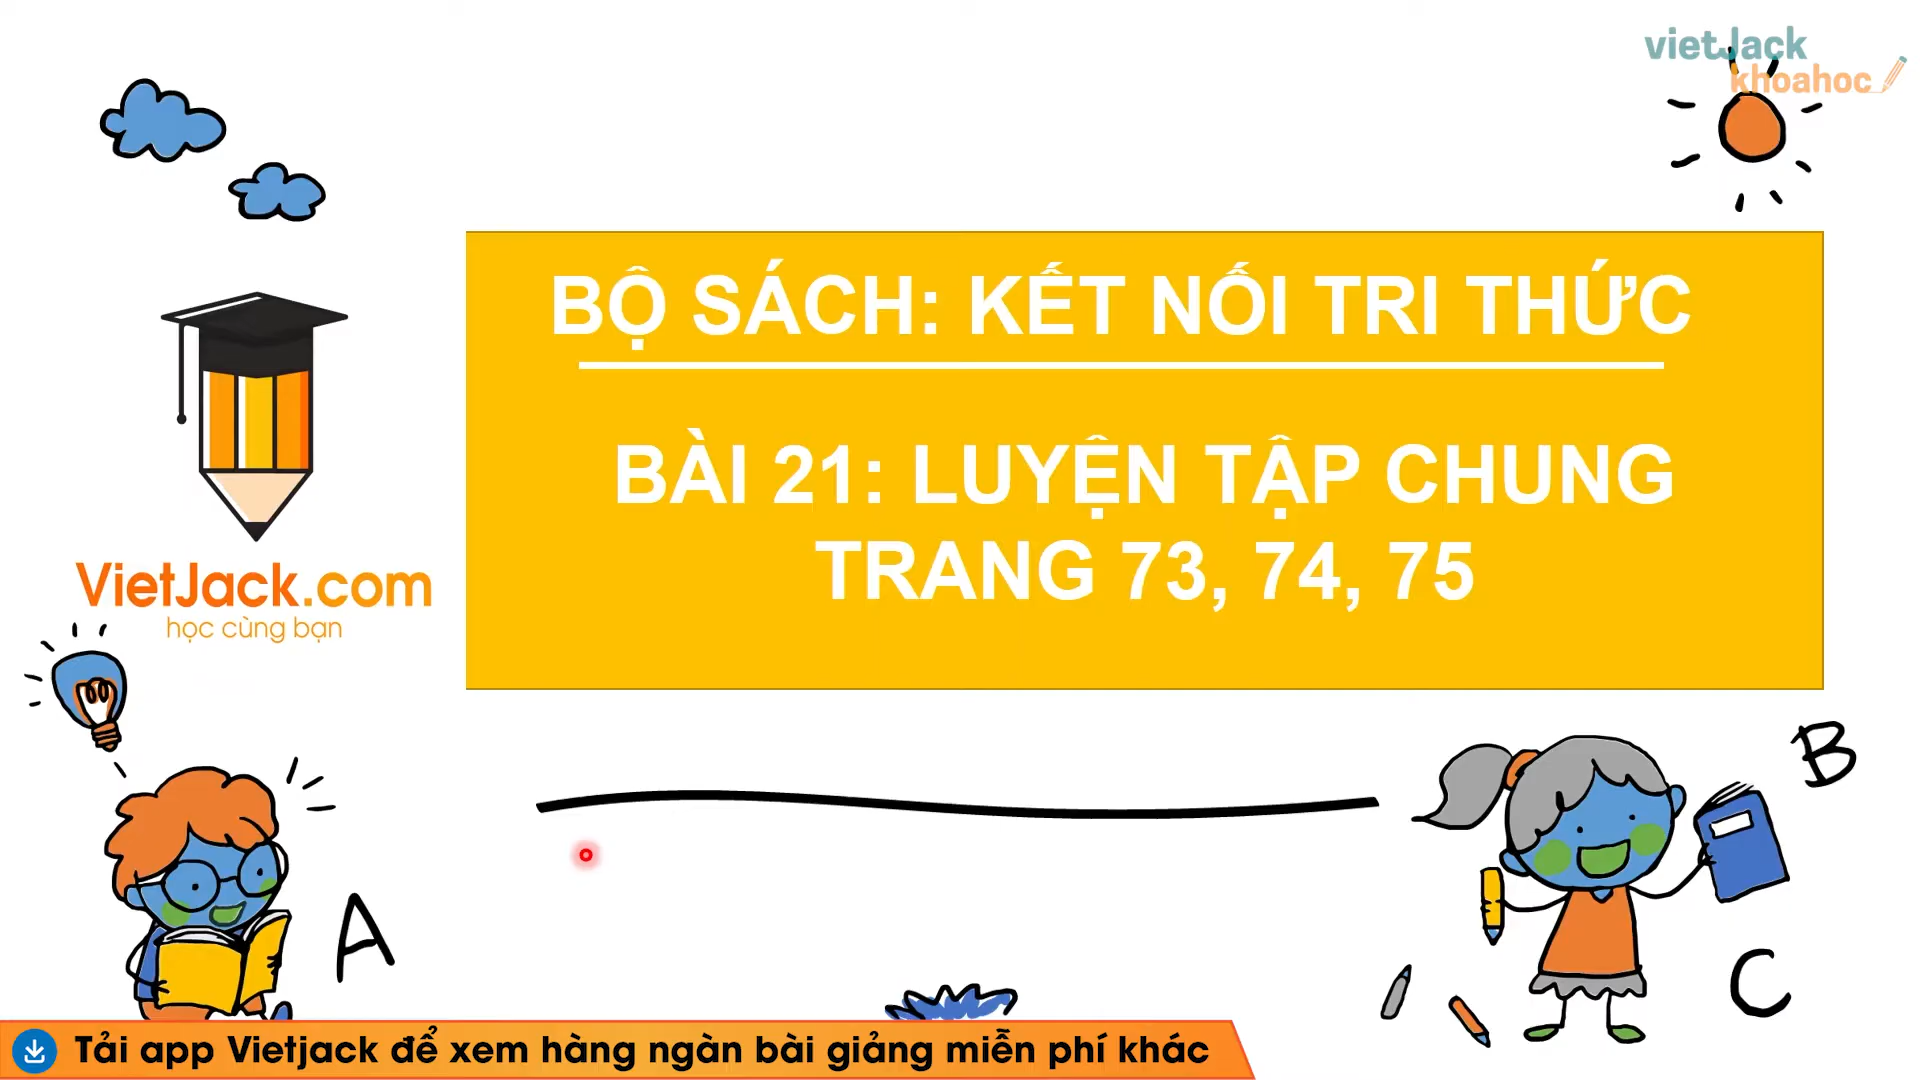 vietJack
khoahoc
BỘ SÁCH: KẾT NỐI TRI THỨC
BÀI 21: LUYỆN TẬP CHUNG
TRANG 73, 74, 75
VietJack.com
học cùng bạn
B
A
C
Tải app Vietjack để xem hàng ngàn bài giảng miễn phí khác